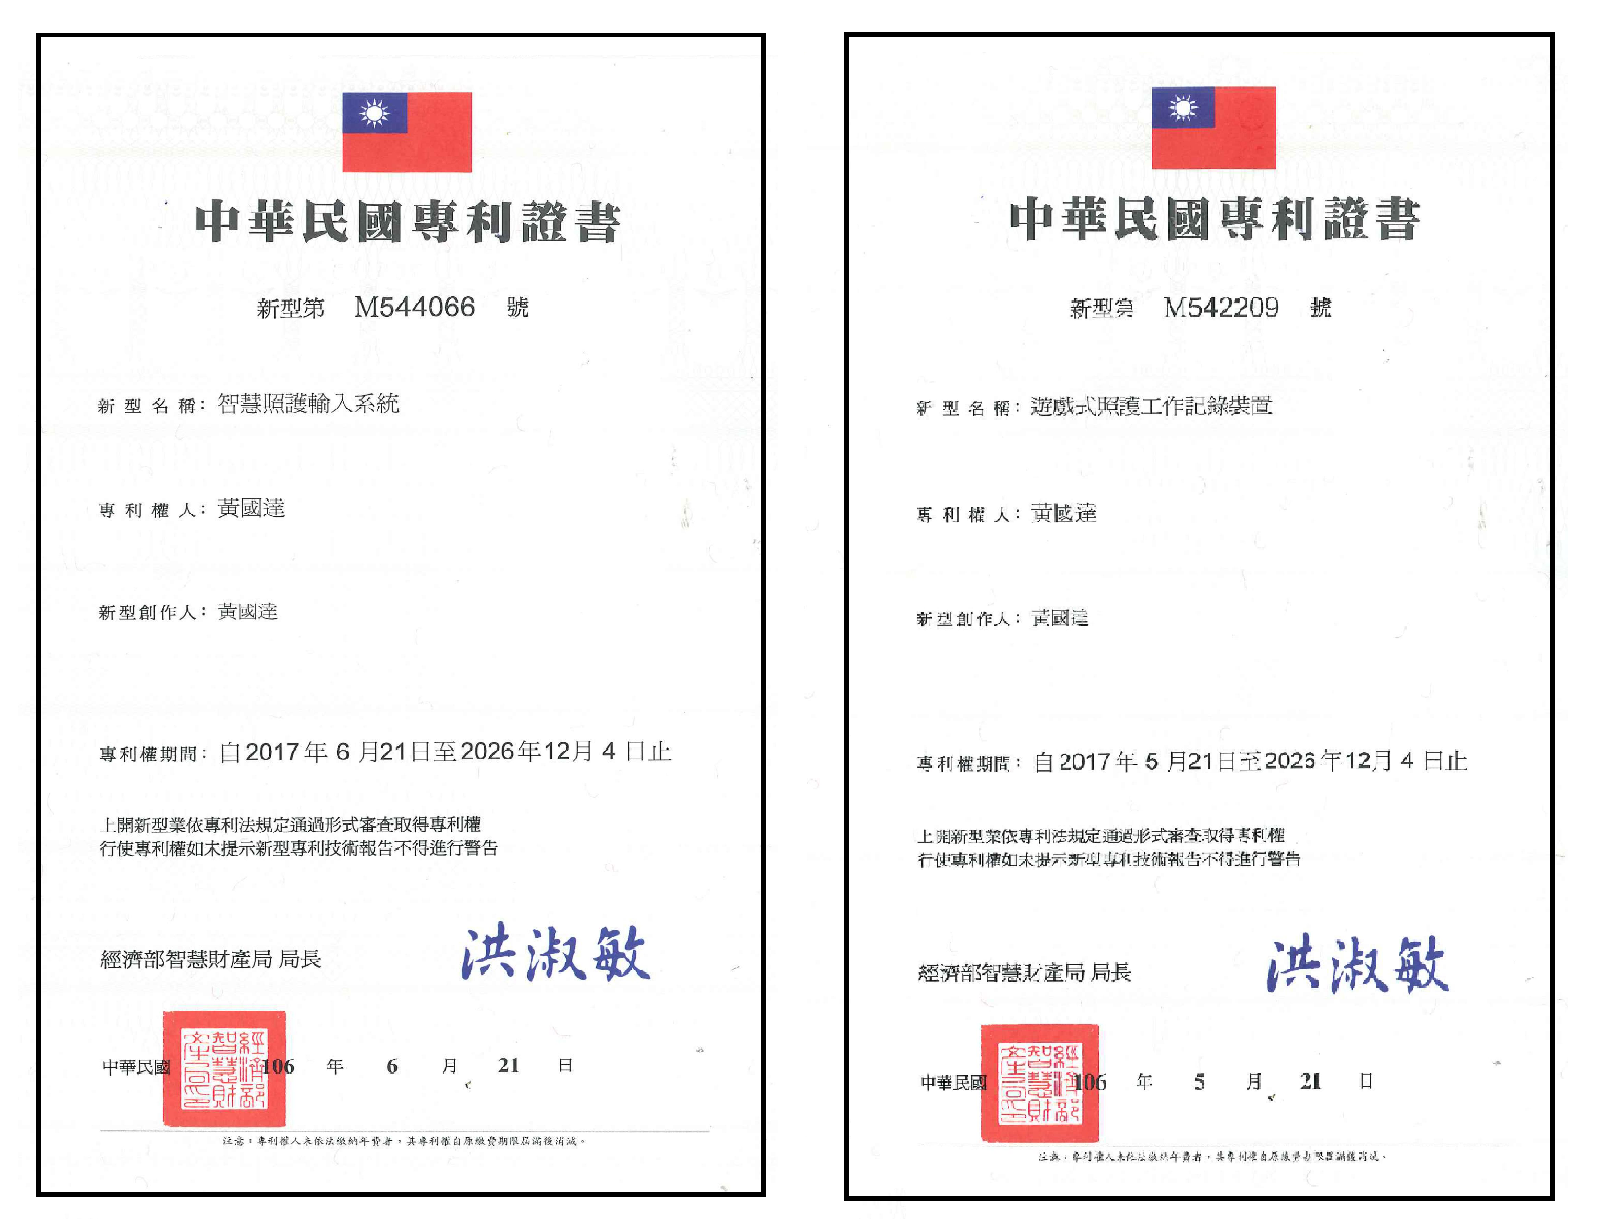 中華民國專利證書
新型第 M544066 號
新型名稱：智慧照護輸入系統
專利權人：黃國達
新型創作人：黃國達
專利權期間：自2017年 6 月21日至2026年12月 4 日止
上開新型業依專利法規定通過形式審查取得專利權
行使專利權如未提示新型專利技術報告不得進行警告
經濟部智慧財產局 局長 洪淑敏
經濟部智慧財產局印
中華民國 106 年 6 月 21 日
注意：專利權人未依法繳納年費者，其專利權自原繳費期限屆滿後消滅。
中華民國專利證書
新型第 M542209 號
新型名稱：遊戲式照護工作記錄裝置
專利權人：黃國達
新型創作人：黃國達
專利權期間：自2017年 5 月21日至2026年12月 4 日止
上開新型業依專利法規定通過形式審查取得專利權
行使專利權如未提示新型專利技術報告不得進行警告
經濟部智慧財產局 局長 洪淑敏
經濟部智慧財產局印
中華民國 106 年 5 月 21 日
注意：專利權人未依法繳納年費者，其專利權自原繳費期限屆滿後消滅。